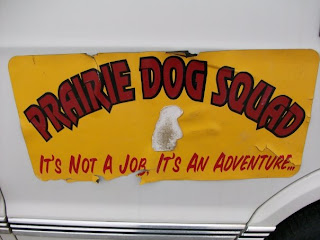 PRAIRIE DOG SQUAD
IT'S NOT A JOB, IT'S AN ADVENTURE...